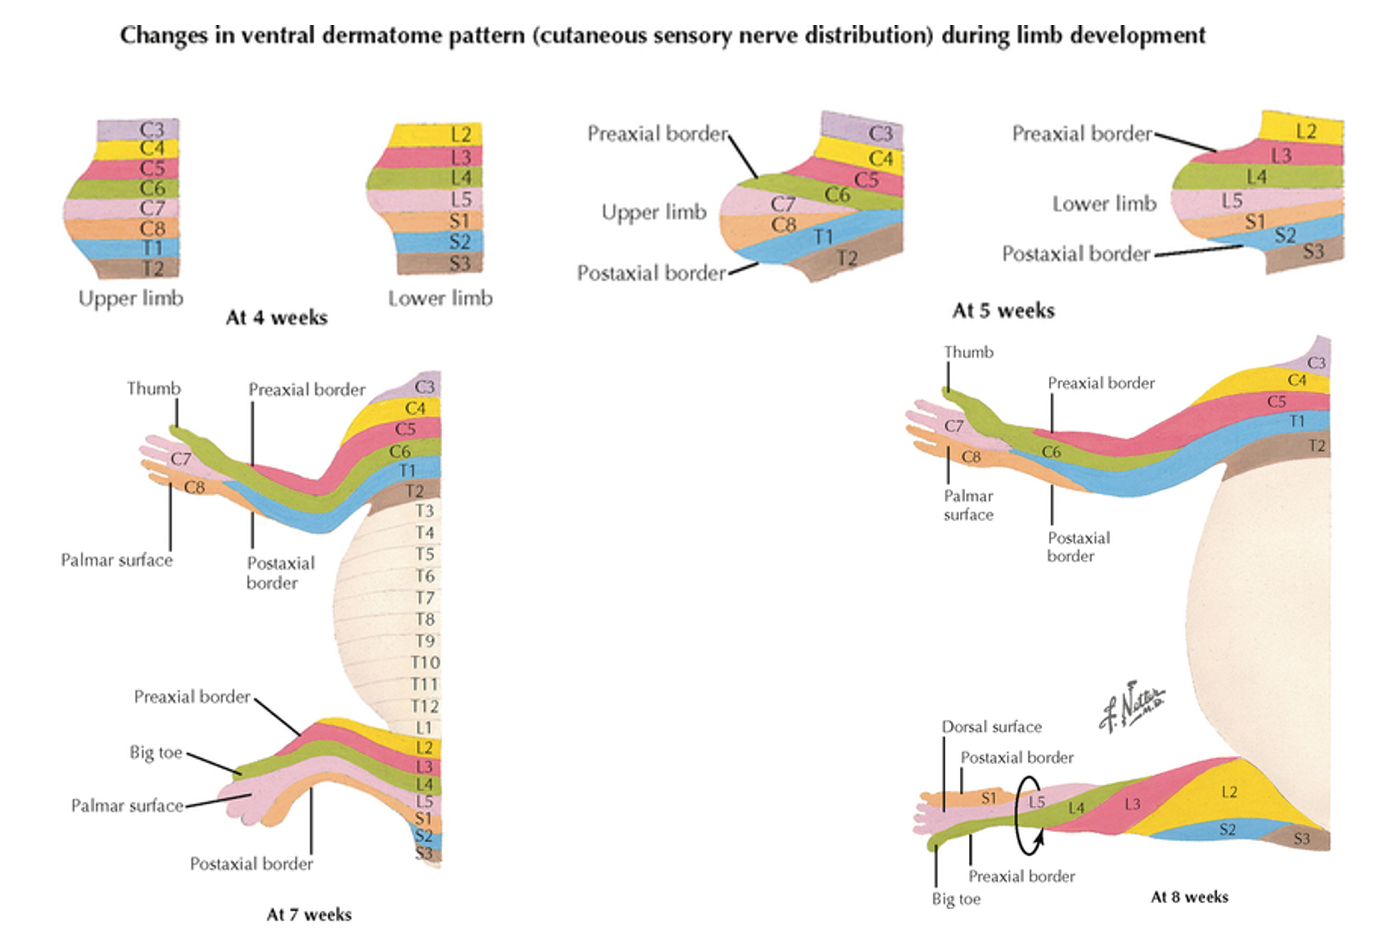 Changes in ventral dermatome pattern (cutaneous sensory nerve distribution) during limb development
C3
C4
C5
C6
C7
C8
T1
T2
Upper limb
L2
L3
L4
L5
S1
S2
S3
Lower limb
At 4 weeks
Preaxial border
Upper limb
Postaxial border
C3
C4
C5
C6
C7
C8
T1
T2
Preaxial border
Lower limb
Postaxial border
L2
L3
L4
L5
S1
S2
S3
At 5 weeks
Thumb
Preaxial border
C3
C4
C5
C6
C7
C8
T1
T2
T3
T4
T5
T6
T7
T8
T9
T10
T11
T12
L1
L2
L3
L4
L5
S1
S2
S3
Palmar surface
Postaxial
border
Preaxial border
Big toe
Palmar surface
Postaxial border
At 7 weeks
Thumb
Preaxial border
C3
C4
C5
T1
T2
C7
C6
C8
Palmar
surface
Postaxial
border
F. Netter
M.D.
Dorsal surface
Postaxial border
S1
L5
L4
L3
L2
S2
S3
Preaxial border
Big toe
At 8 weeks